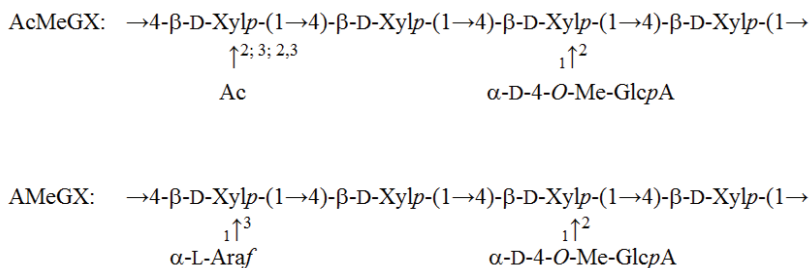 AcMeGX: →4-β-D-Xylp-(1→4)-β-D-Xylp-(1→4)-β-D-Xylp-(1→4)-β-D-Xylp-(1→
↑2; 3; 2,3 1↑2
Ac α-D-4-O-Me-GlcpA
AMeGX: →4-β-D-Xylp-(1→4)-β-D-Xylp-(1→4)-β-D-Xylp-(1→4)-β-D-Xylp-(1→
1↑3 1↑2
α-L-Araf α-D-4-O-Me-GlcpA